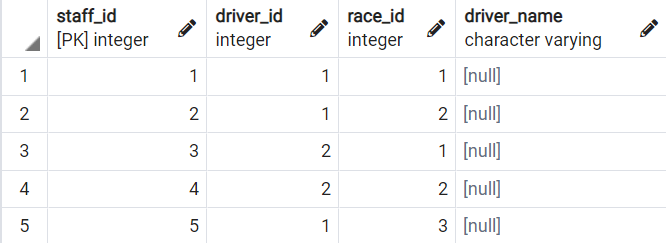 staff_id driver_id race_id driver_name
[PK] integer integer integer character varying
1 1 1 1 [null]
2 2 1 2 [null]
3 3 2 1 [null]
4 4 2 2 [null]
5 5 1 3 [null]